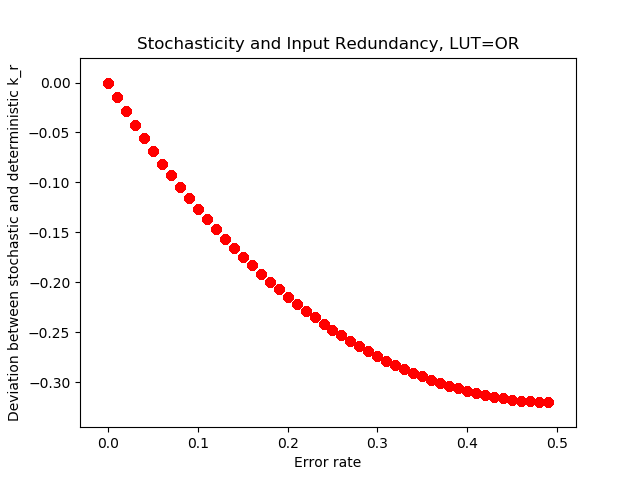 Stochasticity and Input Redundancy, LUT=OR
Deviation between stochastic and deterministic k_r
0.00
−0.05
−0.10
−0.15
−0.20
−0.25
−0.30
0.0 0.1 0.2 0.3 0.4 0.5
Error rate